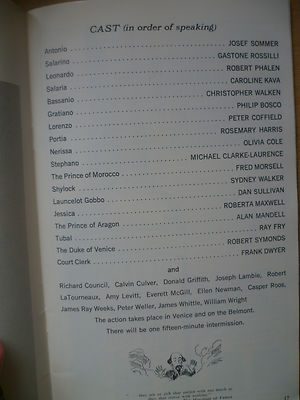 CAST (in order of speaking)
Antonio JOSEF SOMMER
Salarino GASTONE ROSSILLI
Leonardo ROBERT PHALEN
Salaria CAROLINE KAVA
Bassanio CHRISTOPHER WALKEN
Gratiano PHILIP BOSCO
Lorenzo PETER COFFIELD
Portia ROSEMARY HARRIS
Nerissa OLIVIA COLE
Stephano MICHAEL CLARKE-LAURENCE
The Prince of Morocco FRED MORSELL
Shylock SYDNEY WALKER
Launcelot Gobbo DAN SULLIVAN
Jessica ROBERTA MAXWELL
The Prince of Aragon ALAN MANDELL
Tubal RAY FRY
The Duke of Venice ROBERT SYMONDS
Court Clerk FRANK DWYER
and
Richard Council, Calvin Culver, Donald Griffith, Joseph Lambie, Robert
LaTourneaux, Amy Levitt, Everett McGill, Ellen Newman, Casper Roos,
James Ray Weeks, Peter Weller, James Whittle, William Wright
The action takes place in Venice and on the Belmont.
There will be one fifteen-minute intermission.